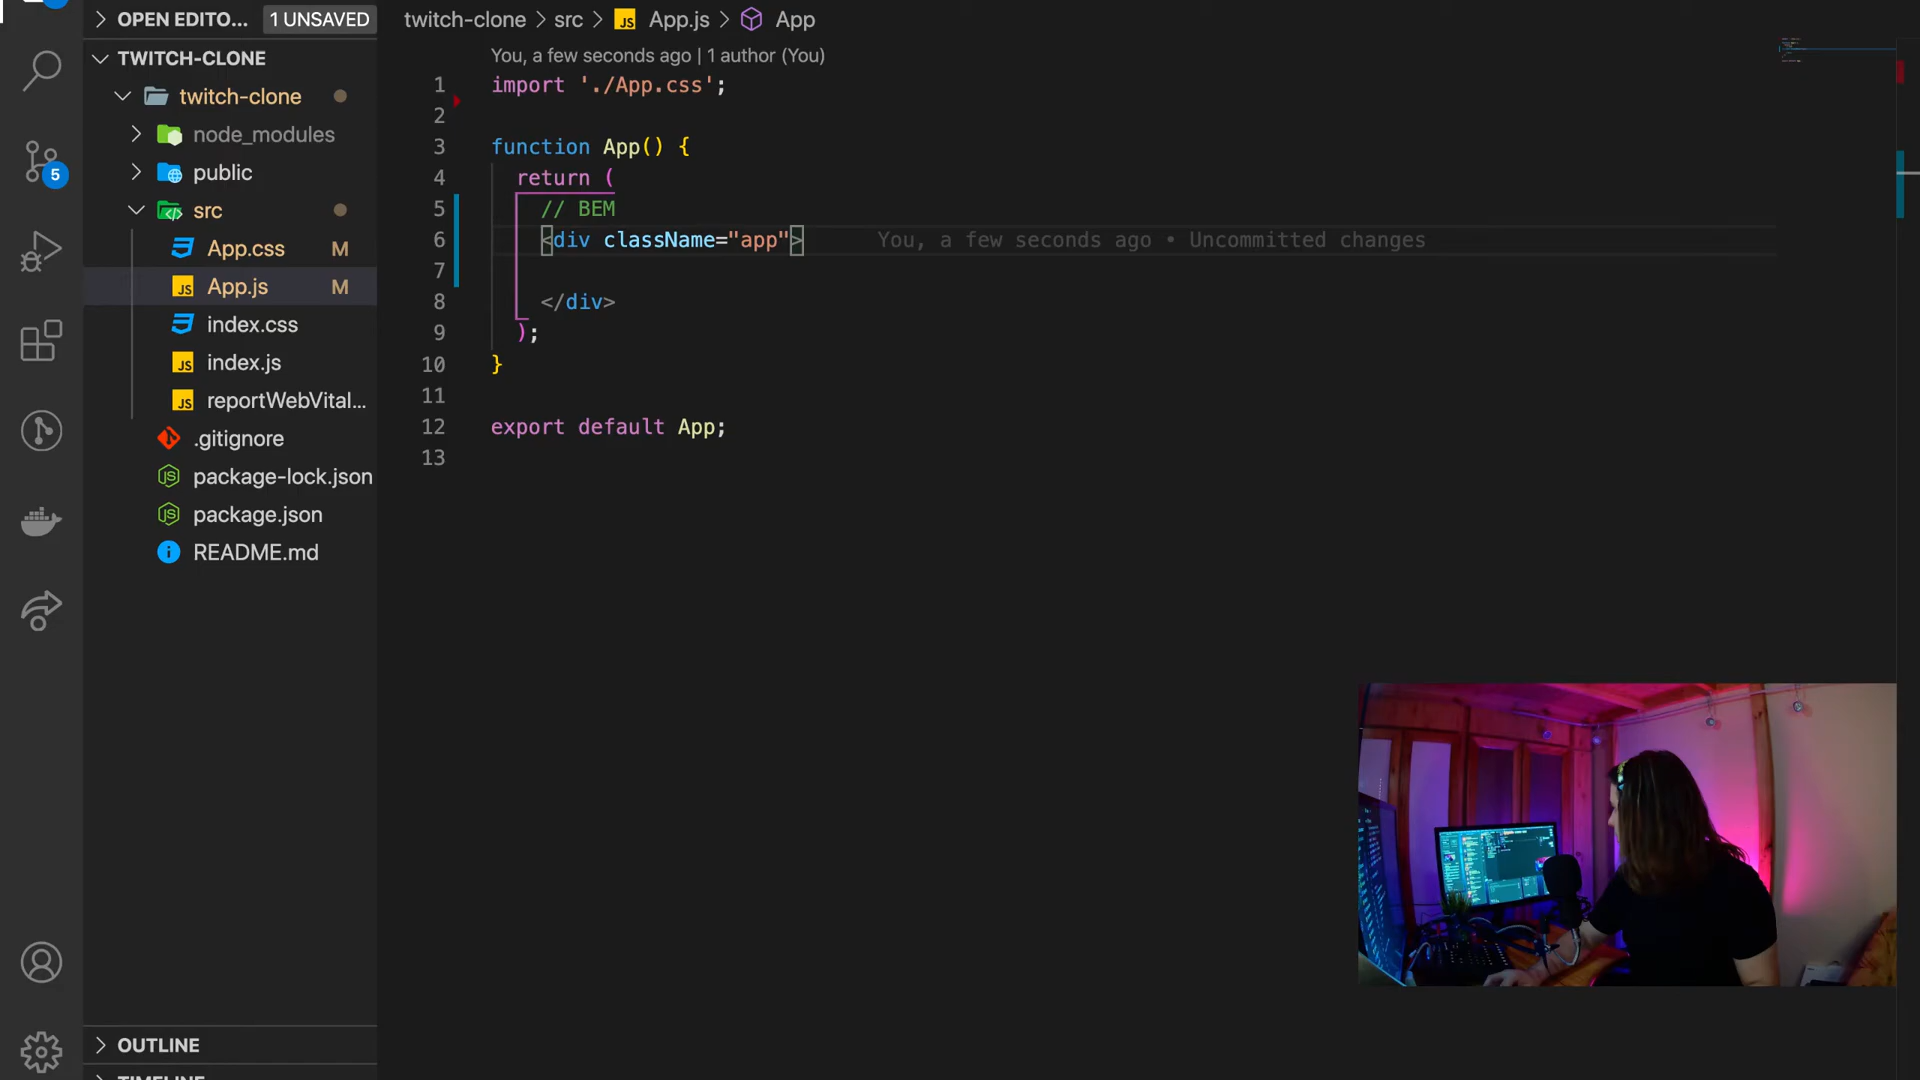 OPEN EDITO... 1 UNSAVED
TWITCH-CLONE
twitch-clone
node_modules
public
src
App.css M
App.js M
index.css
index.js
reportWebVital...
.gitignore
package-lock.json
package.json
README.md
OUTLINE
TIMELINE
5
twitch-clone > src > JS App.js > App
You, a few seconds ago | 1 author (You)
1 import './App.css';
2
3 function App() {
4 return (
5 // BEM
6 <div className="app"> You, a few seconds ago • Uncommitted changes
7
8 </div>
9 );
10 }
11
12 export default App;
13